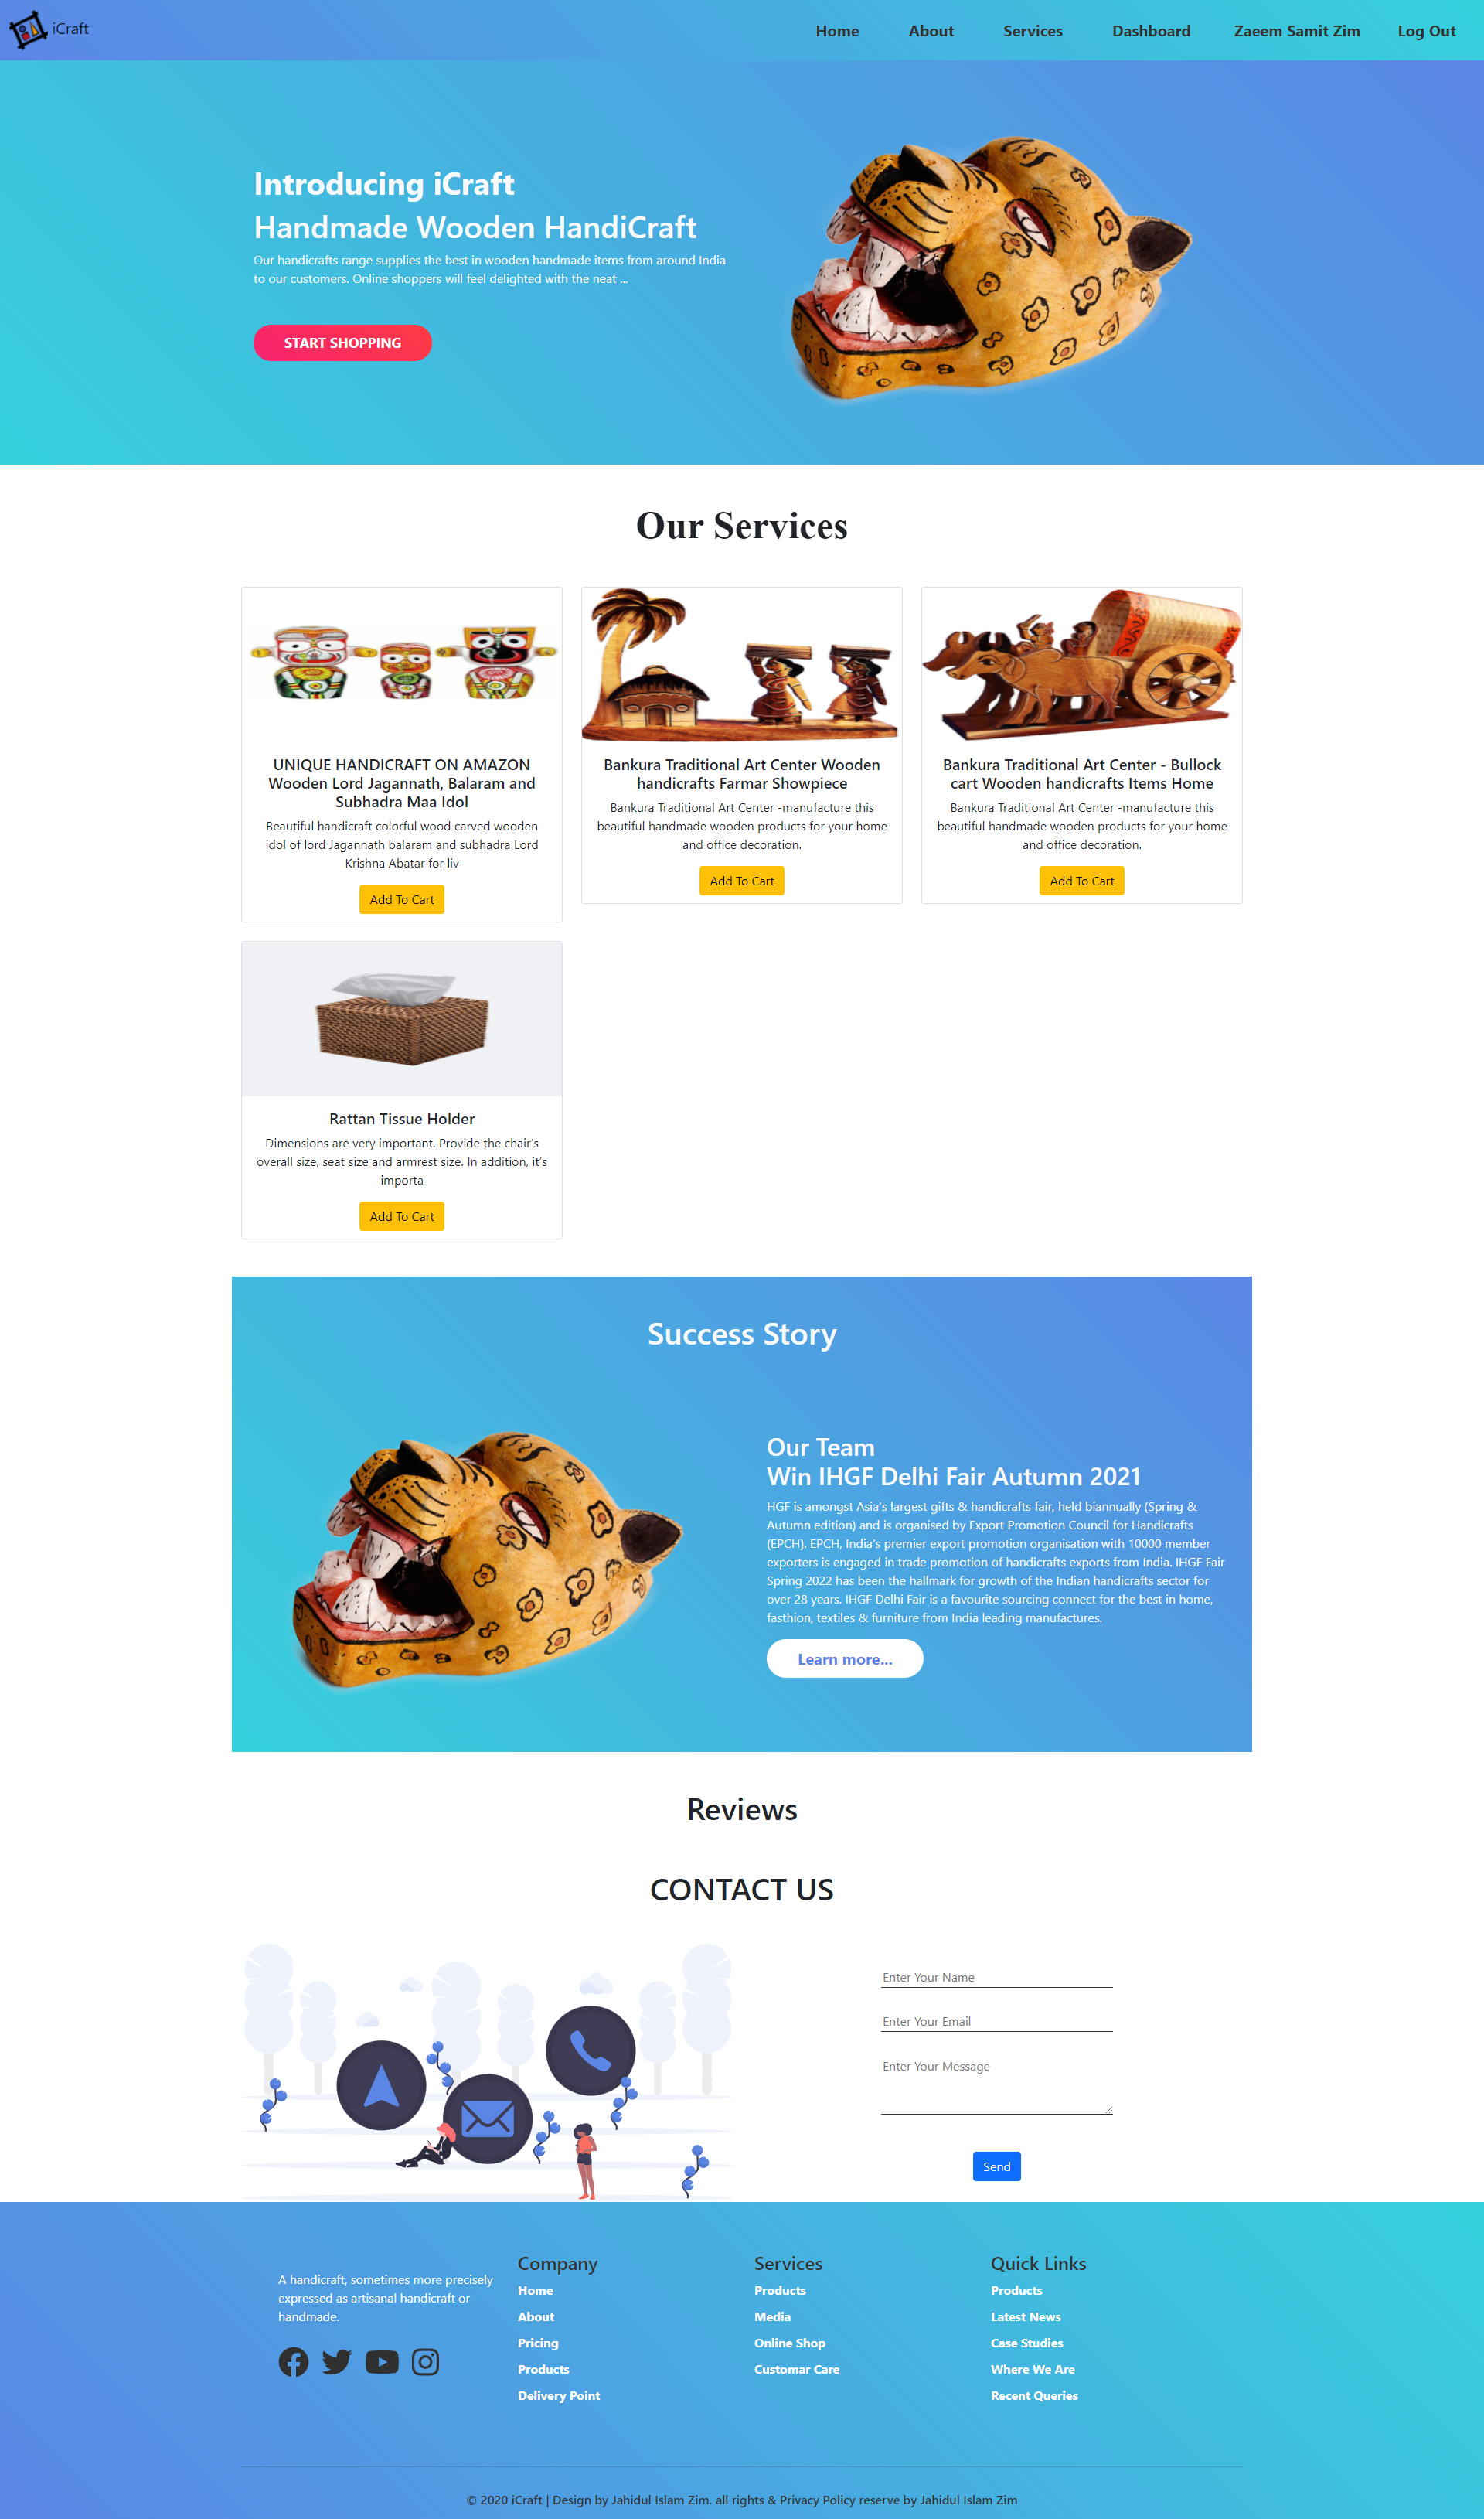 iCraft
Home About Services Dashboard Zaeem Samit Zim Log Out
Introducing iCraft
Handmade Wooden HandiCraft
Our handicrafts range supplies the best in wooden handmade items from around India
to our customers. Online shoppers will feel delighted with the neat ...
START SHOPPING
Our Services
UNIQUE HANDICRAFT ON AMAZON
Wooden Lord Jagannath, Balaram and
Subhadra Maa Idol
Beautiful handicraft colorful wood carved wooden
idol of lord Jagannath balaram and subhadra Lord
Krishna Abatar for liv
Add To Cart
Bankura Traditional Art Center Wooden
handicrafts Farmar Showpiece
Bankura Traditional Art Center -manufacture this
beautiful handmade wooden products for your home
and office decoration.
Add To Cart
Bankura Traditional Art Center - Bullock
cart Wooden handicrafts Items Home
Bankura Traditional Art Center -manufacture this
beautiful handmade wooden products for your home
and office decoration.
Add To Cart
Rattan Tissue Holder
Dimensions are very important. Provide the chair's
overall size, seat size and armrest size. In addition, it's
importa
Add To Cart
Success Story
Our Team
Win IHGF Delhi Fair Autumn 2021
HGF is amongst Asia's largest gifts & handicrafts fair, held biannually (Spring &
Autumn edition) and is organised by Export Promotion Council for Handicrafts
(EPCH). EPCH, India's premier export promotion organisation with 10000 member
exporters is engaged in trade promotion of handicrafts exports from India. IHGF Fair
Spring 2022 has been the hallmark for growth of the Indian handicrafts sector for
over 28 years. IHGF Delhi Fair is a favourite sourcing connect for the best in home,
fasthion, textiles & furniture from India leading manufactures.
Learn more...
Reviews
CONTACT US
Enter Your Name
Enter Your Email
Enter Your Message
Send
A handicraft, sometimes more precisely
expressed as artisanal handicraft or
handmade.
Company
Home
About
Pricing
Products
Delivery Point
Services
Products
Media
Online Shop
Customar Care
Quick Links
Products
Latest News
Case Studies
Where We Are
Recent Queries
© 2020 iCraft | Design by Jahidul Islam Zim. all rights & Privacy Policy reserve by Jahidul Islam Zim